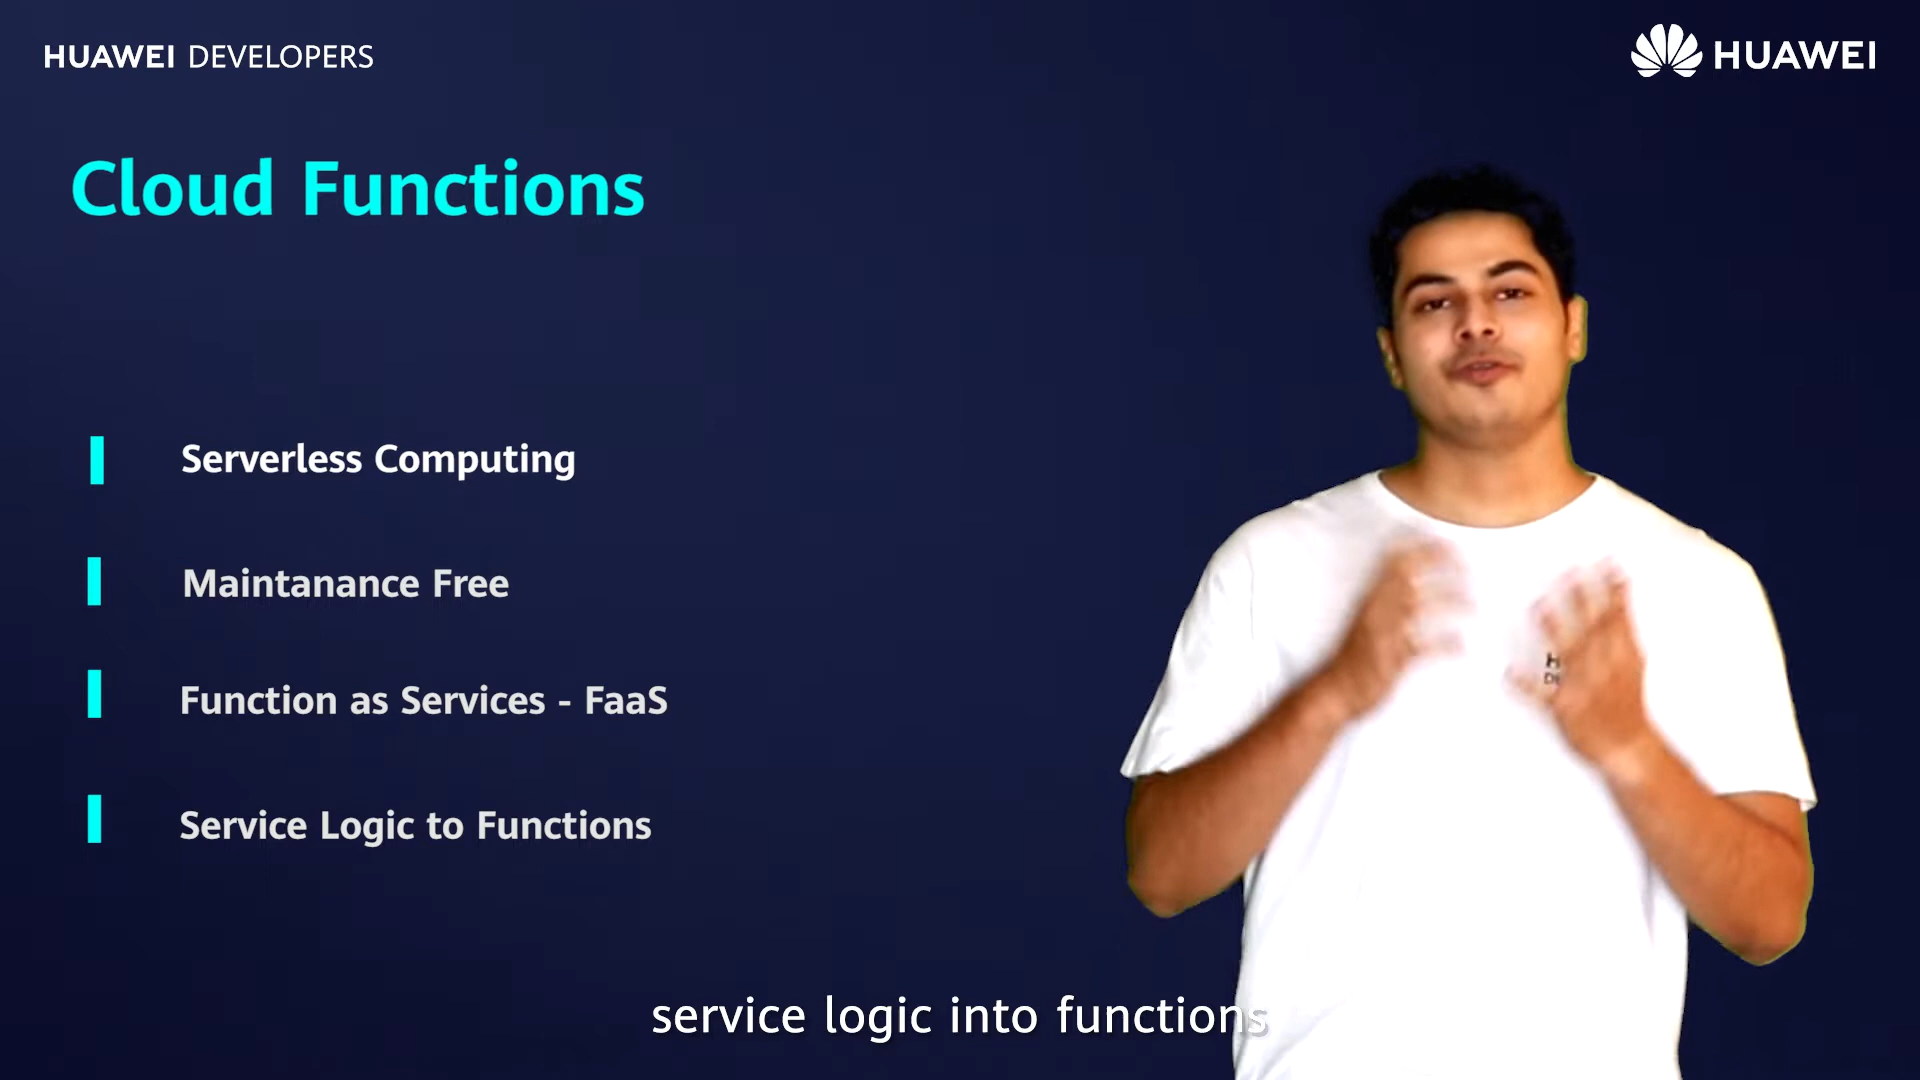 HUAWEI DEVELOPERS
HUAWEI
Cloud Functions
Serverless Computing
Maintanance Free
Function as Services - FaaS
Service Logic to Functions
service logic into functions